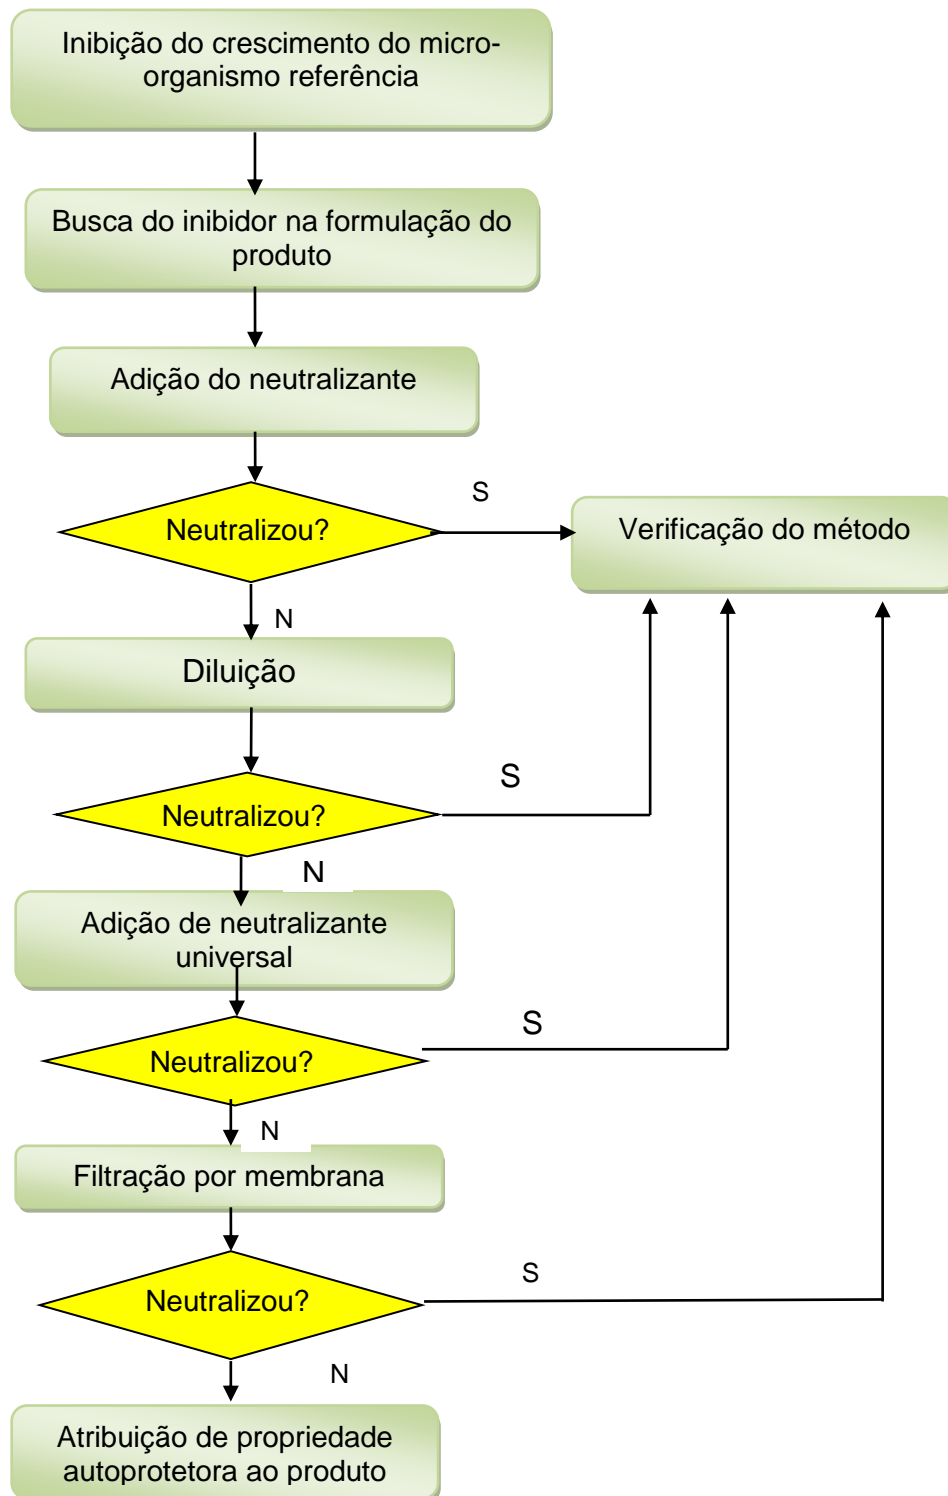 Inibição do crescimento do micro-
organismo referência
Busca do inibidor na formulação do
produto
Adição do neutralizante
Neutralizou?
S
Verificação do método
N
Diluição
Neutralizou?
S
N
Adição de neutralizante
universal
Neutralizou?
S
N
Filtração por membrana
Neutralizou?
S
N
Atribuição de propriedade
autoprotetora ao produto